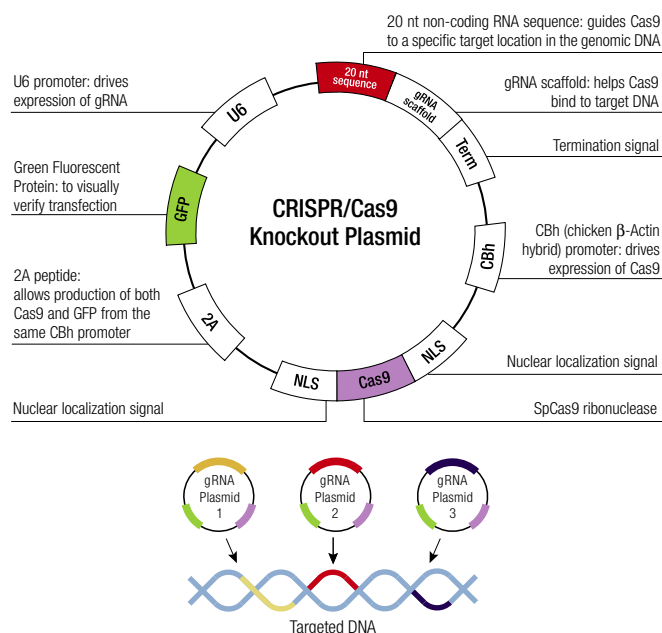 20 nt non-coding RNA sequence: guides Cas9
to a specific target location in the genomic DNA
U6 promoter: drives
expression of gRNA
gRNA scaffold: helps Cas9
bind to target DNA
Termination signal
Green Fluorescent
Protein: to visually
verify transfection
CBh (chicken β-Actin
hybrid) promoter: drives
expression of Cas9
2A peptide:
allows production of both
Cas9 and GFP from the
same CBh promoter
Nuclear localization signal
Nuclear localization signal
SpCas9 ribonuclease
CRISPR/Cas9
Knockout Plasmid
20 nt
sequence
gRNA
scaffold
Term
CBh
NLS
Cas9
NLS
2A
GFP
U6
gRNA
Plasmid
1
gRNA
Plasmid
2
gRNA
Plasmid
3
Targeted DNA